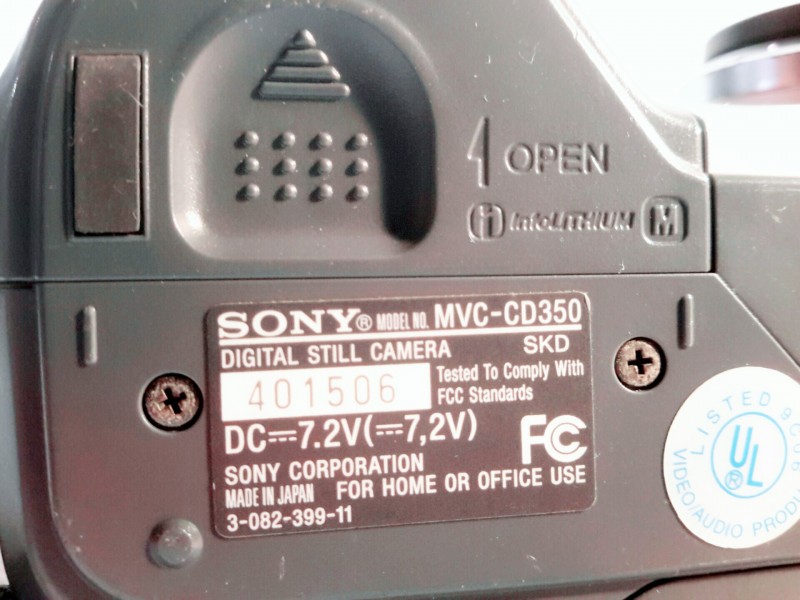 OPEN
i InfoLITHIUM M
SONY® MODEL NO. MVC-CD350
DIGITAL STILL CAMERA SKD
401506 Tested To Comply With
FCC Standards
DC⎓7.2V(⎓7,2V)
FC
SONY CORPORATION
MADE IN JAPAN FOR HOME OR OFFICE USE
3-082-399-11
LISTED
UL®
VIDEO/AUDIO